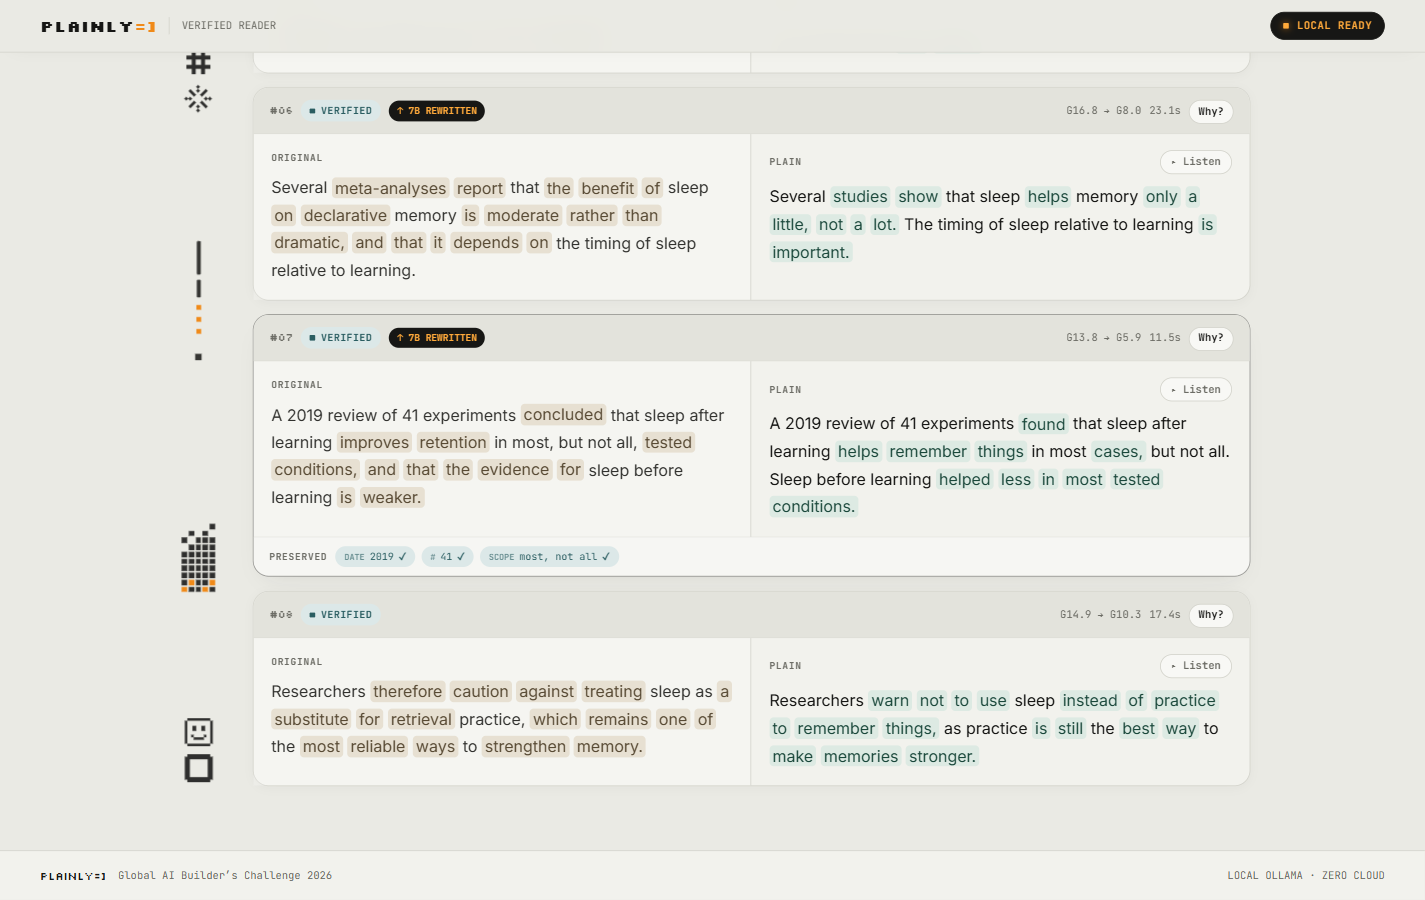 PLAINLY=] VERIFIED READER LOCAL READY
#06 VERIFIED ↑ 7B REWRITTEN G16.8 → G8.0 23.1s Why?
ORIGINAL
Several meta-analyses report that the benefit of sleep
on declarative memory is moderate rather than
dramatic, and that it depends on the timing of sleep
relative to learning.
PLAIN
▸ Listen
Several studies show that sleep helps memory only a
little, not a lot. The timing of sleep relative to learning is
important.
#07 VERIFIED ↑ 7B REWRITTEN G13.8 → G5.9 11.5s Why?
ORIGINAL
A 2019 review of 41 experiments concluded that sleep after
learning improves retention in most, but not all, tested
conditions, and that the evidence for sleep before
learning is weaker.
PLAIN
▸ Listen
A 2019 review of 41 experiments found that sleep after
learning helps remember things in most cases, but not all.
Sleep before learning helped less in most tested
conditions.
PRESERVED DATE 2019 ✓ # 41 ✓ SCOPE most, not all ✓
#08 VERIFIED G14.9 → G10.3 17.4s Why?
ORIGINAL
Researchers therefore caution against treating sleep as a
substitute for retrieval practice, which remains one of
the most reliable ways to strengthen memory.
PLAIN
▸ Listen
Researchers warn not to use sleep instead of practice
to remember things, as practice is still the best way to
make memories stronger.
PLAINLY=] Global AI Builder's Challenge 2026 LOCAL OLLAMA · ZERO CLOUD